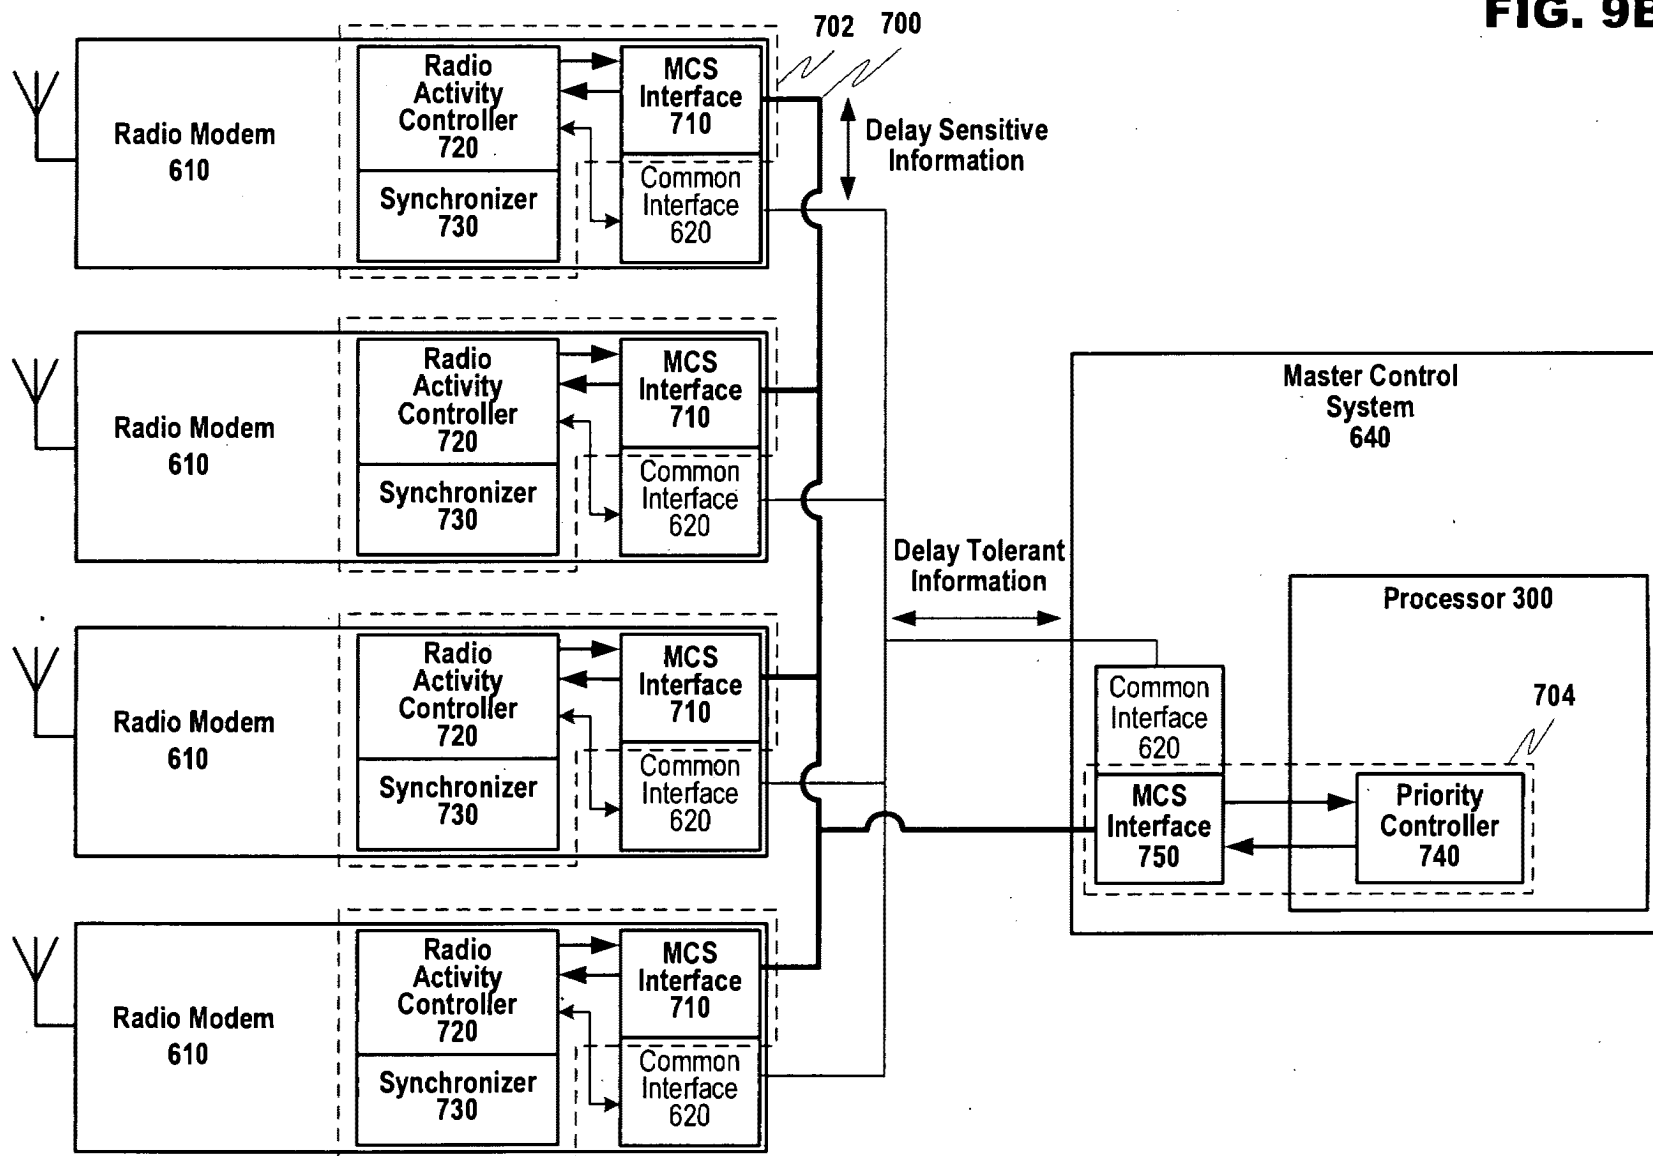 FIG. 9B
702 700
Radio Modem
610
Radio
Activity
Controller
720
Synchronizer
730
MCS
Interface
710
Common
Interface
620
Delay Sensitive
Information
Radio Modem
610
Radio
Activity
Controller
720
Synchronizer
730
MCS
Interface
710
Common
Interface
620
Radio Modem
610
Radio
Activity
Controller
720
Synchronizer
730
MCS
Interface
710
Common
Interface
620
Radio Modem
610
Radio
Activity
Controller
720
Synchronizer
730
MCS
Interface
710
Common
Interface
620
Delay Tolerant
Information
Master Control
System
640
Processor 300
704
Common
Interface
620
MCS
Interface
750
Priority
Controller
740